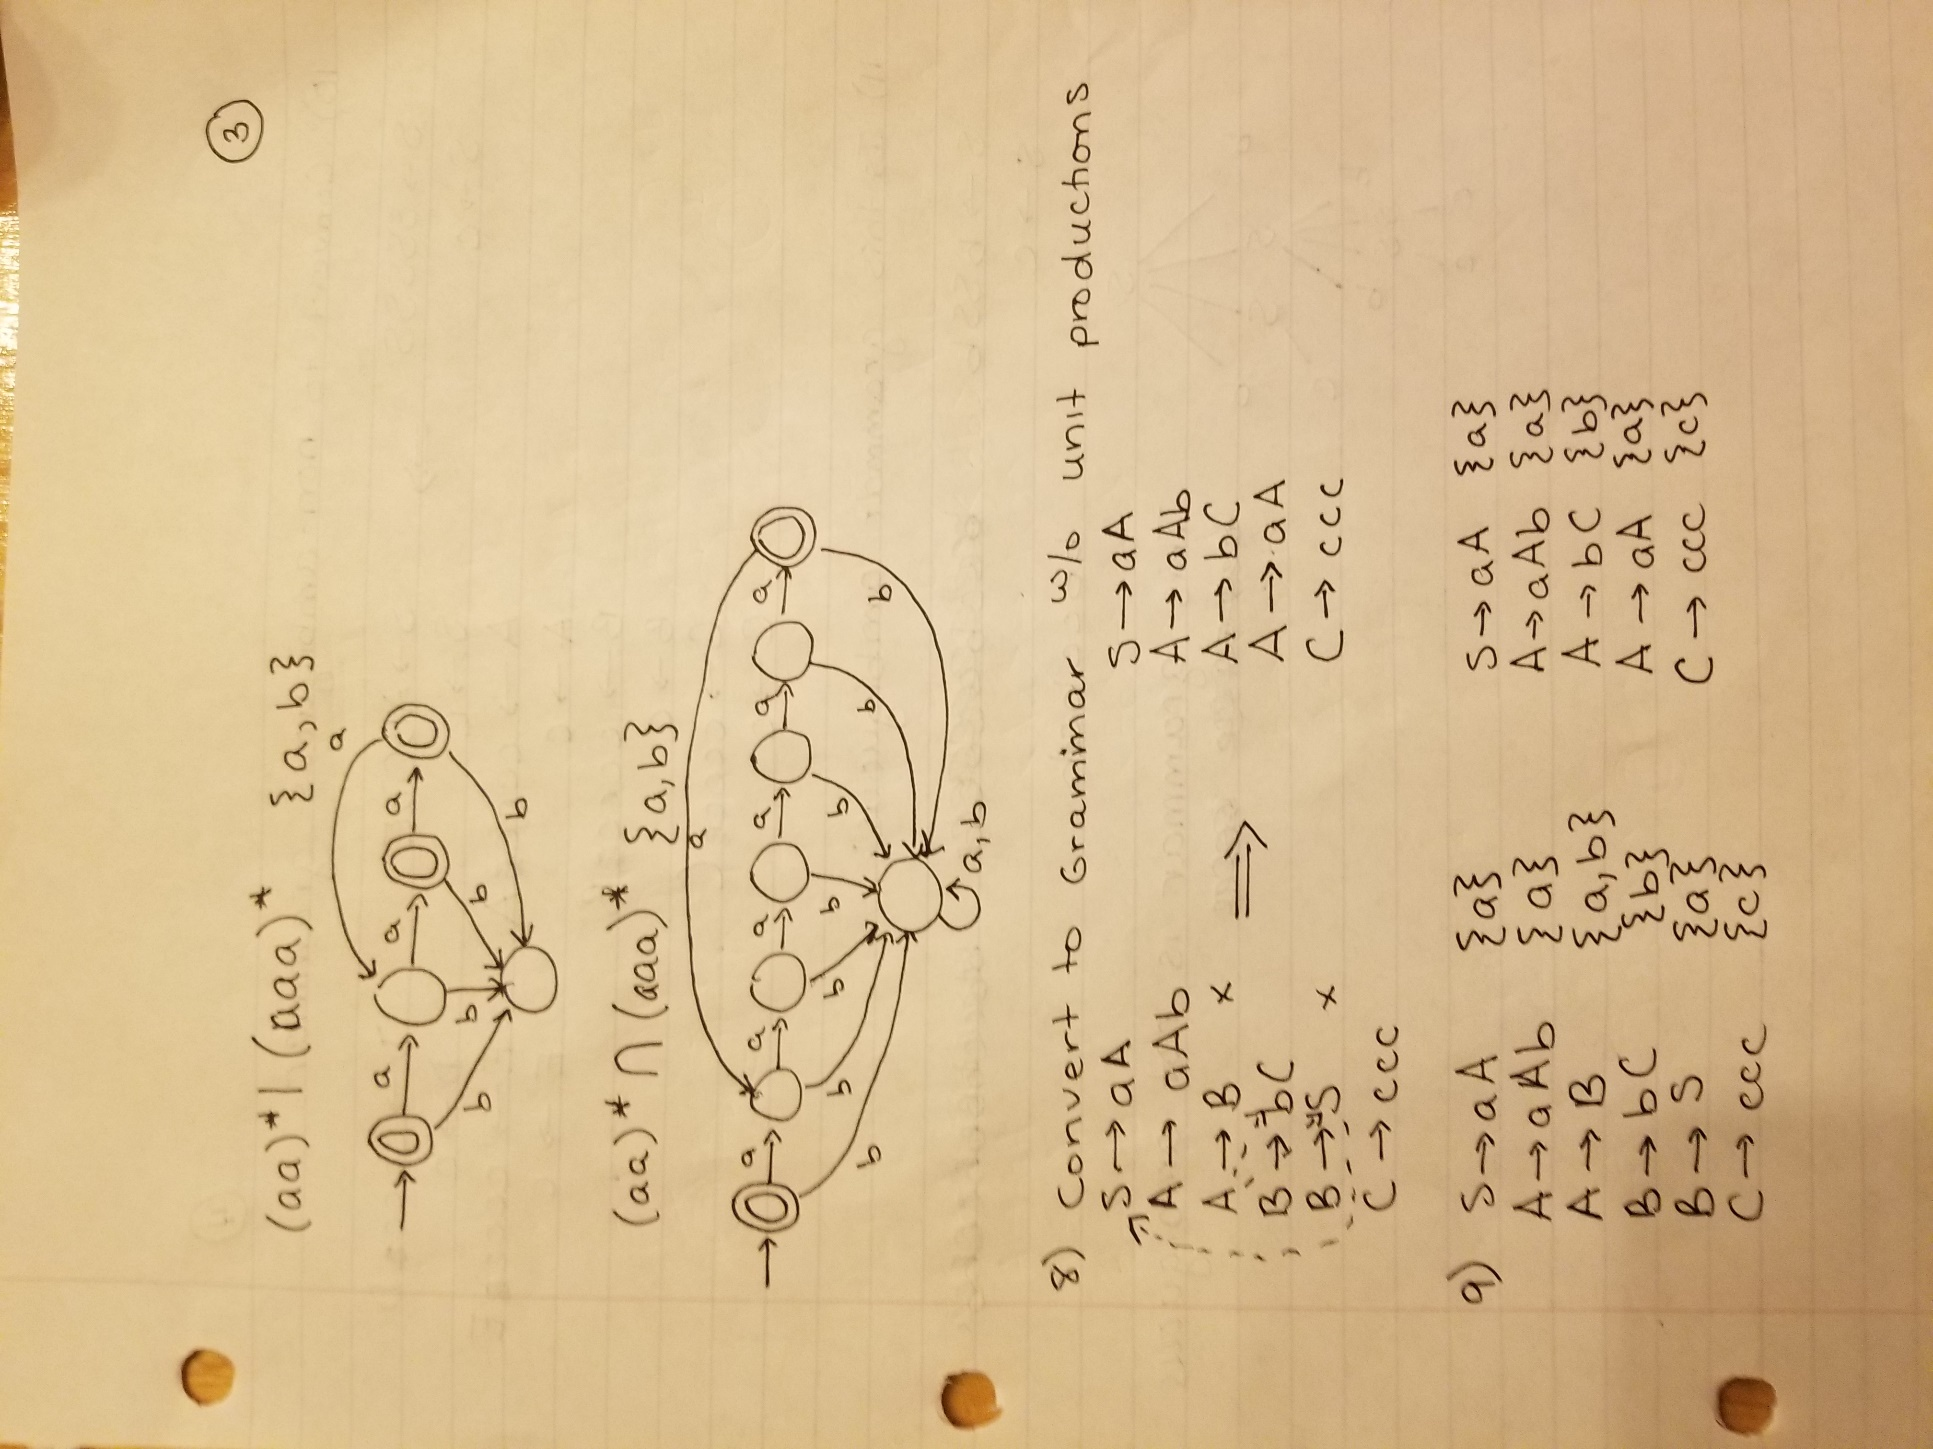 3
(aa)* | (aaa)* {a,b}
a
a a a
b b b b
(aa)* ∩ (aaa)* {a,b}
a
a a a a a a
b b b b b b b
a,b
8) Convert to Grammar w/o unit productions
S → aA S → aA
A → aAb A → aAb
A → B x ⇒ A → bC
B → bC A → aA
B → S x C → ccc
C → ccc
9) S → aA {a} S → aA {a}
A → aAb {a} A → aAb {a}
A → B {a,b} A → bC {b}
B → bC {b} A → aA {a}
B → S {a} C → ccc {c}
C → ccc {c}